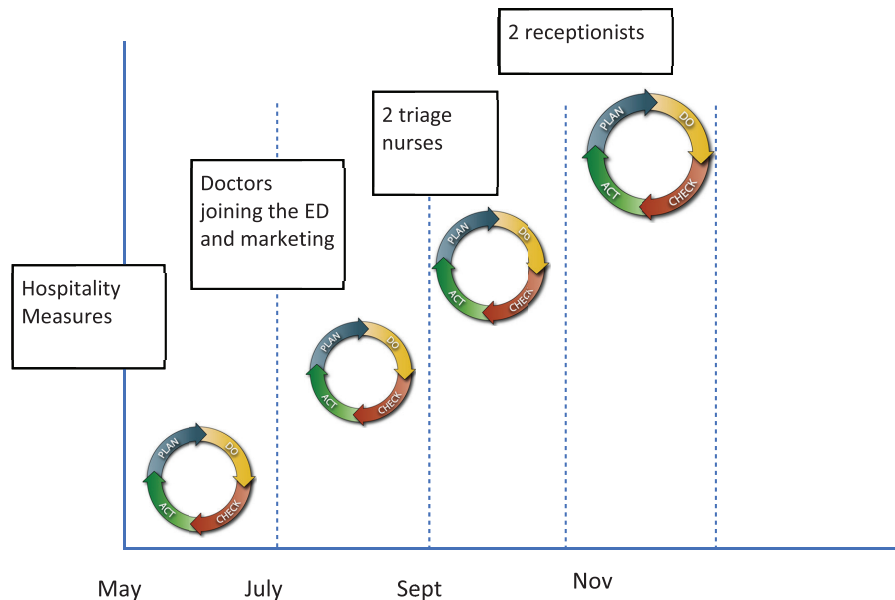 2 receptionists
2 triage
nurses
Doctors
joining the ED
and marketing
Hospitality
Measures
PLAN
DO
CHECK
ACT
PLAN
DO
CHECK
ACT
PLAN
DO
CHECK
ACT
PLAN
DO
CHECK
ACT
May
July
Sept
Nov